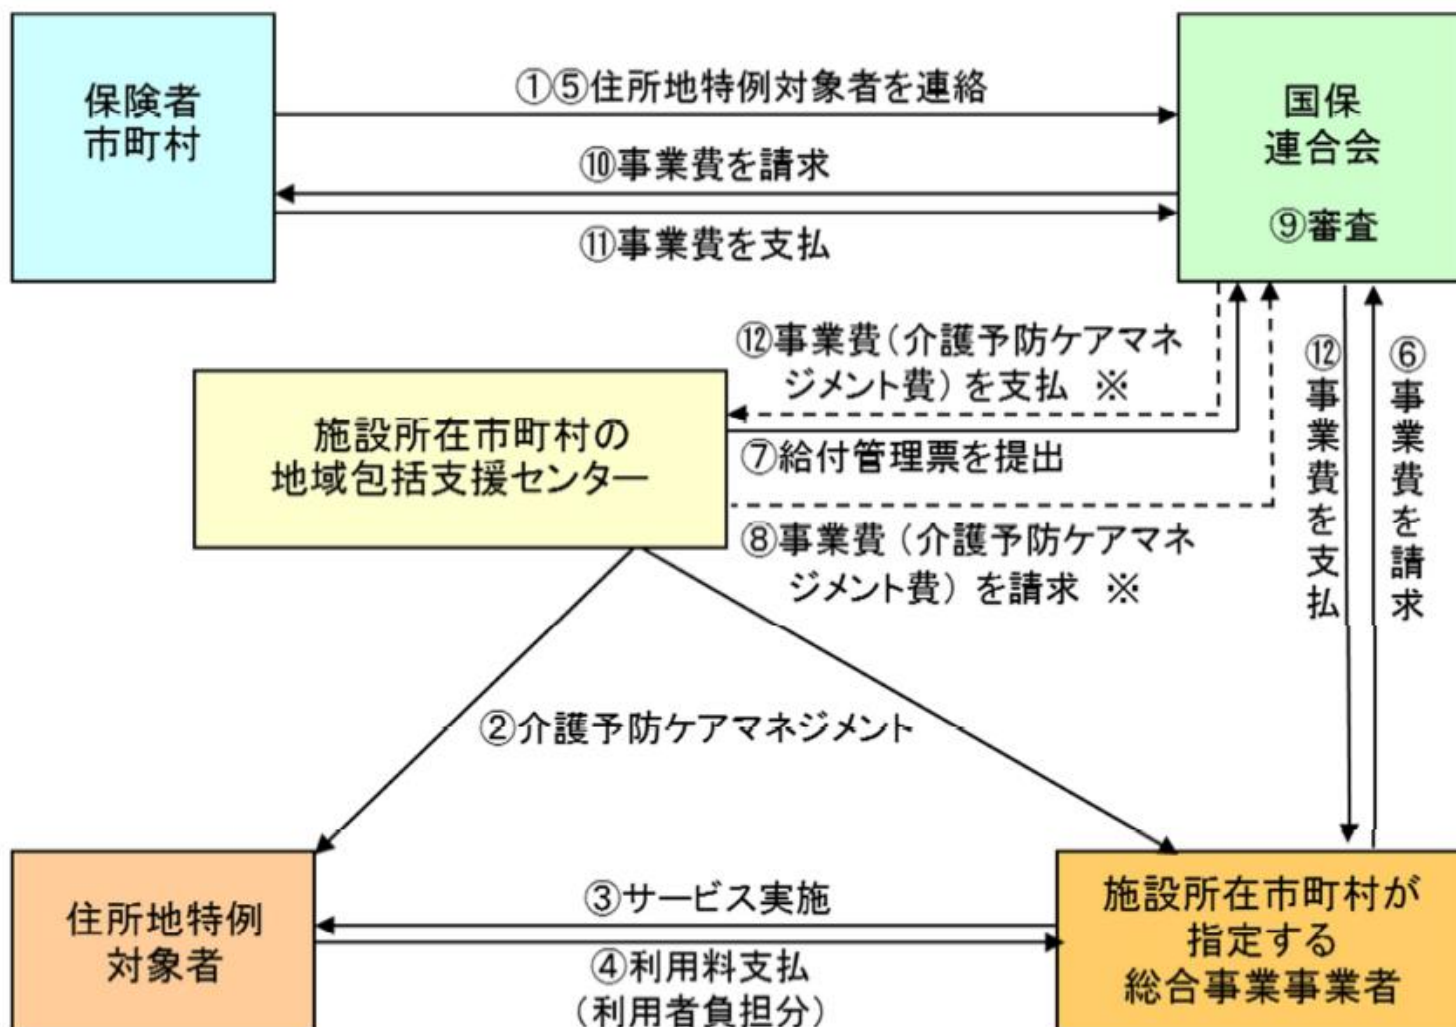 保険者
市町村
①⑤住所地特例対象者を連絡
⑩事業費を請求
⑪事業費を支払
国保
連合会
⑨審査
⑫事業費(介護予防ケアマネ
ジメント費)を支払 ※
⑦給付管理票を提出
⑧事業費(介護予防ケアマネ
ジメント費)を請求 ※
⑫事業費を支払
⑥事業費を請求
施設所在市町村の
地域包括支援センター
②介護予防ケアマネジメント
住所地特例
対象者
③サービス実施
④利用料支払
(利用者負担分)
施設所在市町村が
指定する
総合事業事業者